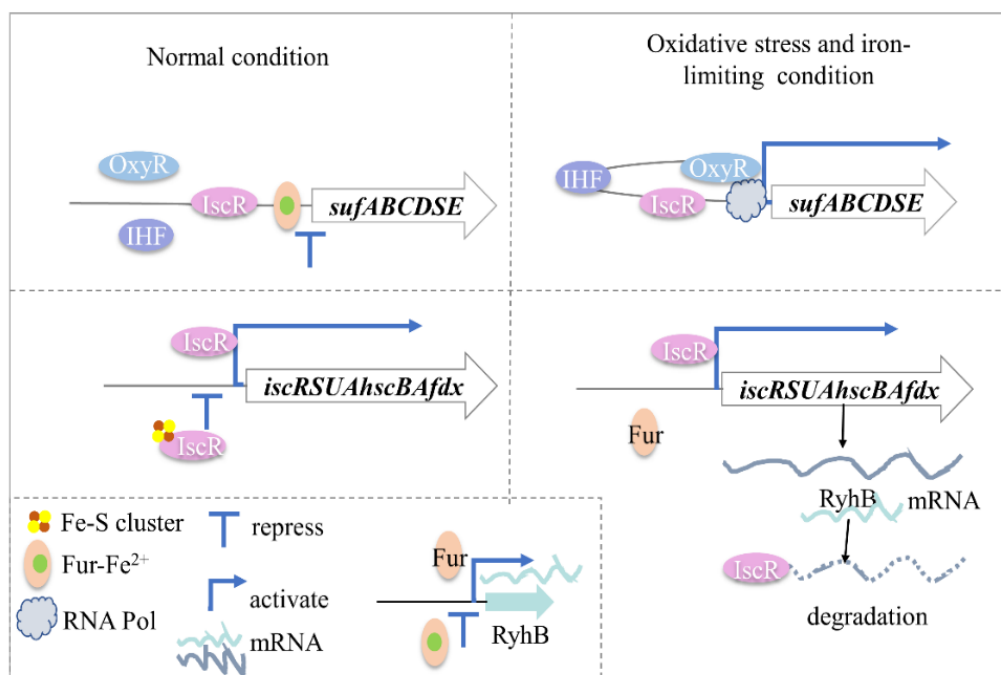 Normal condition
OxyR
IscR
IHF
sufABCDSE
Oxidative stress and iron-
limiting condition
IHF
OxyR
IscR
sufABCDSE
IscR
iscRSUAhscBAfdx
IscR
IscR
iscRSUAhscBAfdx
Fur
RyhB
mRNA
IscR
degradation
Fe-S cluster
Fur-Fe²⁺
RNA Pol
repress
activate
mRNA
Fur
RyhB